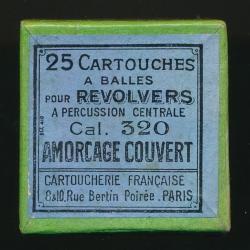 25 CARTOUCHES
A BALLES
POUR REVOLVERS
A PERCUSSION CENTRALE
Cal. 320
AMORCAGE COUVERT
CARTOUCHERIE FRANÇAISE
8&10, Rue Bertin Poirée. PARIS